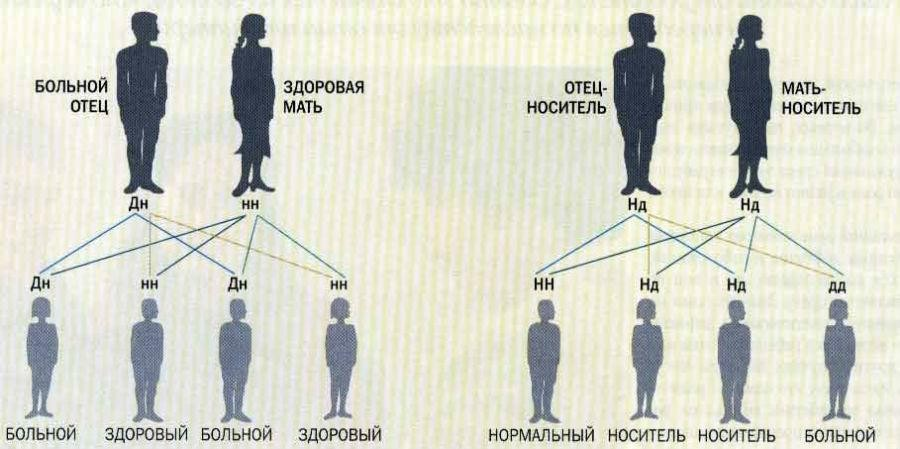 БОЛЬНОЙ
ОТЕЦ
ЗДОРОВАЯ
МАТЬ
ОТЕЦ-
НОСИТЕЛЬ
МАТЬ-
НОСИТЕЛЬ
Дн нн Нд Нд
Дн нн Дн нн НН Нд Нд дд
БОЛЬНОЙ ЗДОРОВЫЙ БОЛЬНОЙ ЗДОРОВЫЙ НОРМАЛЬНЫЙ НОСИТЕЛЬ НОСИТЕЛЬ БОЛЬНОЙ